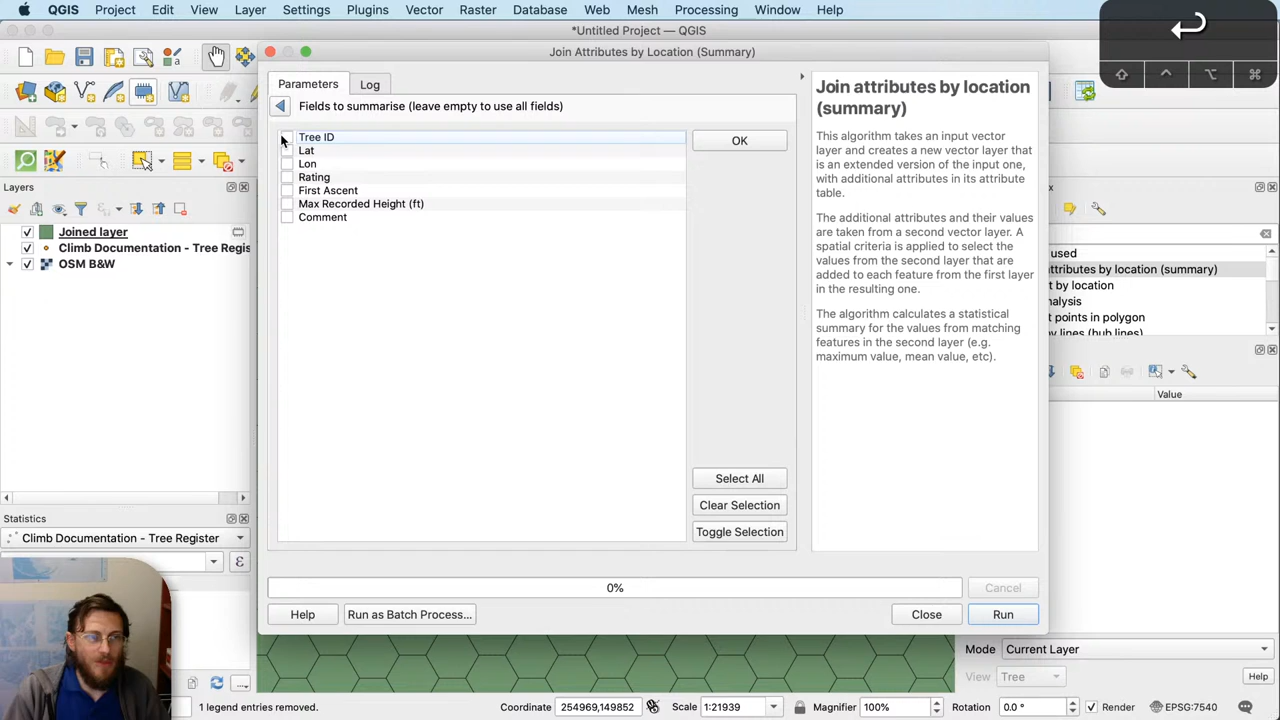 QGIS Project Edit View Layer Settings Plugins Vector Raster Database Web Mesh Processing Window Help
*Untitled Project — QGIS
Join Attributes by Location (Summary)
Parameters Log
Fields to summarise (leave empty to use all fields)
Tree ID
Lat
Lon
Rating
First Ascent
Max Recorded Height (ft)
Comment
OK
Select All
Clear Selection
Toggle Selection
Join attributes by location
(summary)
This algorithm takes an input vector
layer and creates a new vector layer that
is an extended version of the input one,
with additional attributes in its attribute
table.
The additional attributes and their values
are taken from a second vector layer. A
spatial criteria is applied to select the
values from the second layer that are
added to each feature from the first layer
in the resulting one.
The algorithm calculates a statistical
summary for the values from matching
features in the second layer (e.g.
maximum value, mean value, etc).
0%
Cancel
Help Run as Batch Process... Close Run
Layers
Joined layer
Climb Documentation - Tree Regis
OSM B&W
Statistics
Climb Documentation - Tree Register
used
attributes by location (summary)
t by location
nalysis
t points in polygon
by lines (hub lines)
Value
Mode Current Layer
View Tree Help
1 legend entries removed. Coordinate 254969,149852 Scale 1:21939 Magnifier 100% Rotation 0.0 ° Render EPSG:7540